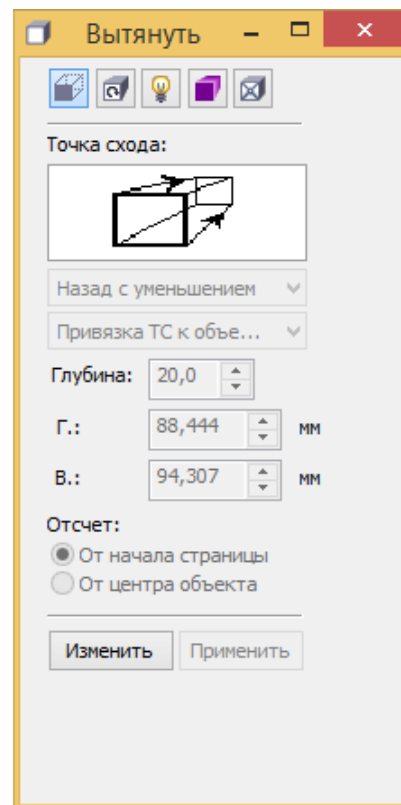 Вытянуть
Точка схода:
Назад с уменьшением
Привязка ТС к объе...
Глубина: 20,0
Г.: 88,444 мм
В.: 94,307 мм
Отсчет:
От начала страницы
От центра объекта
Изменить Применить